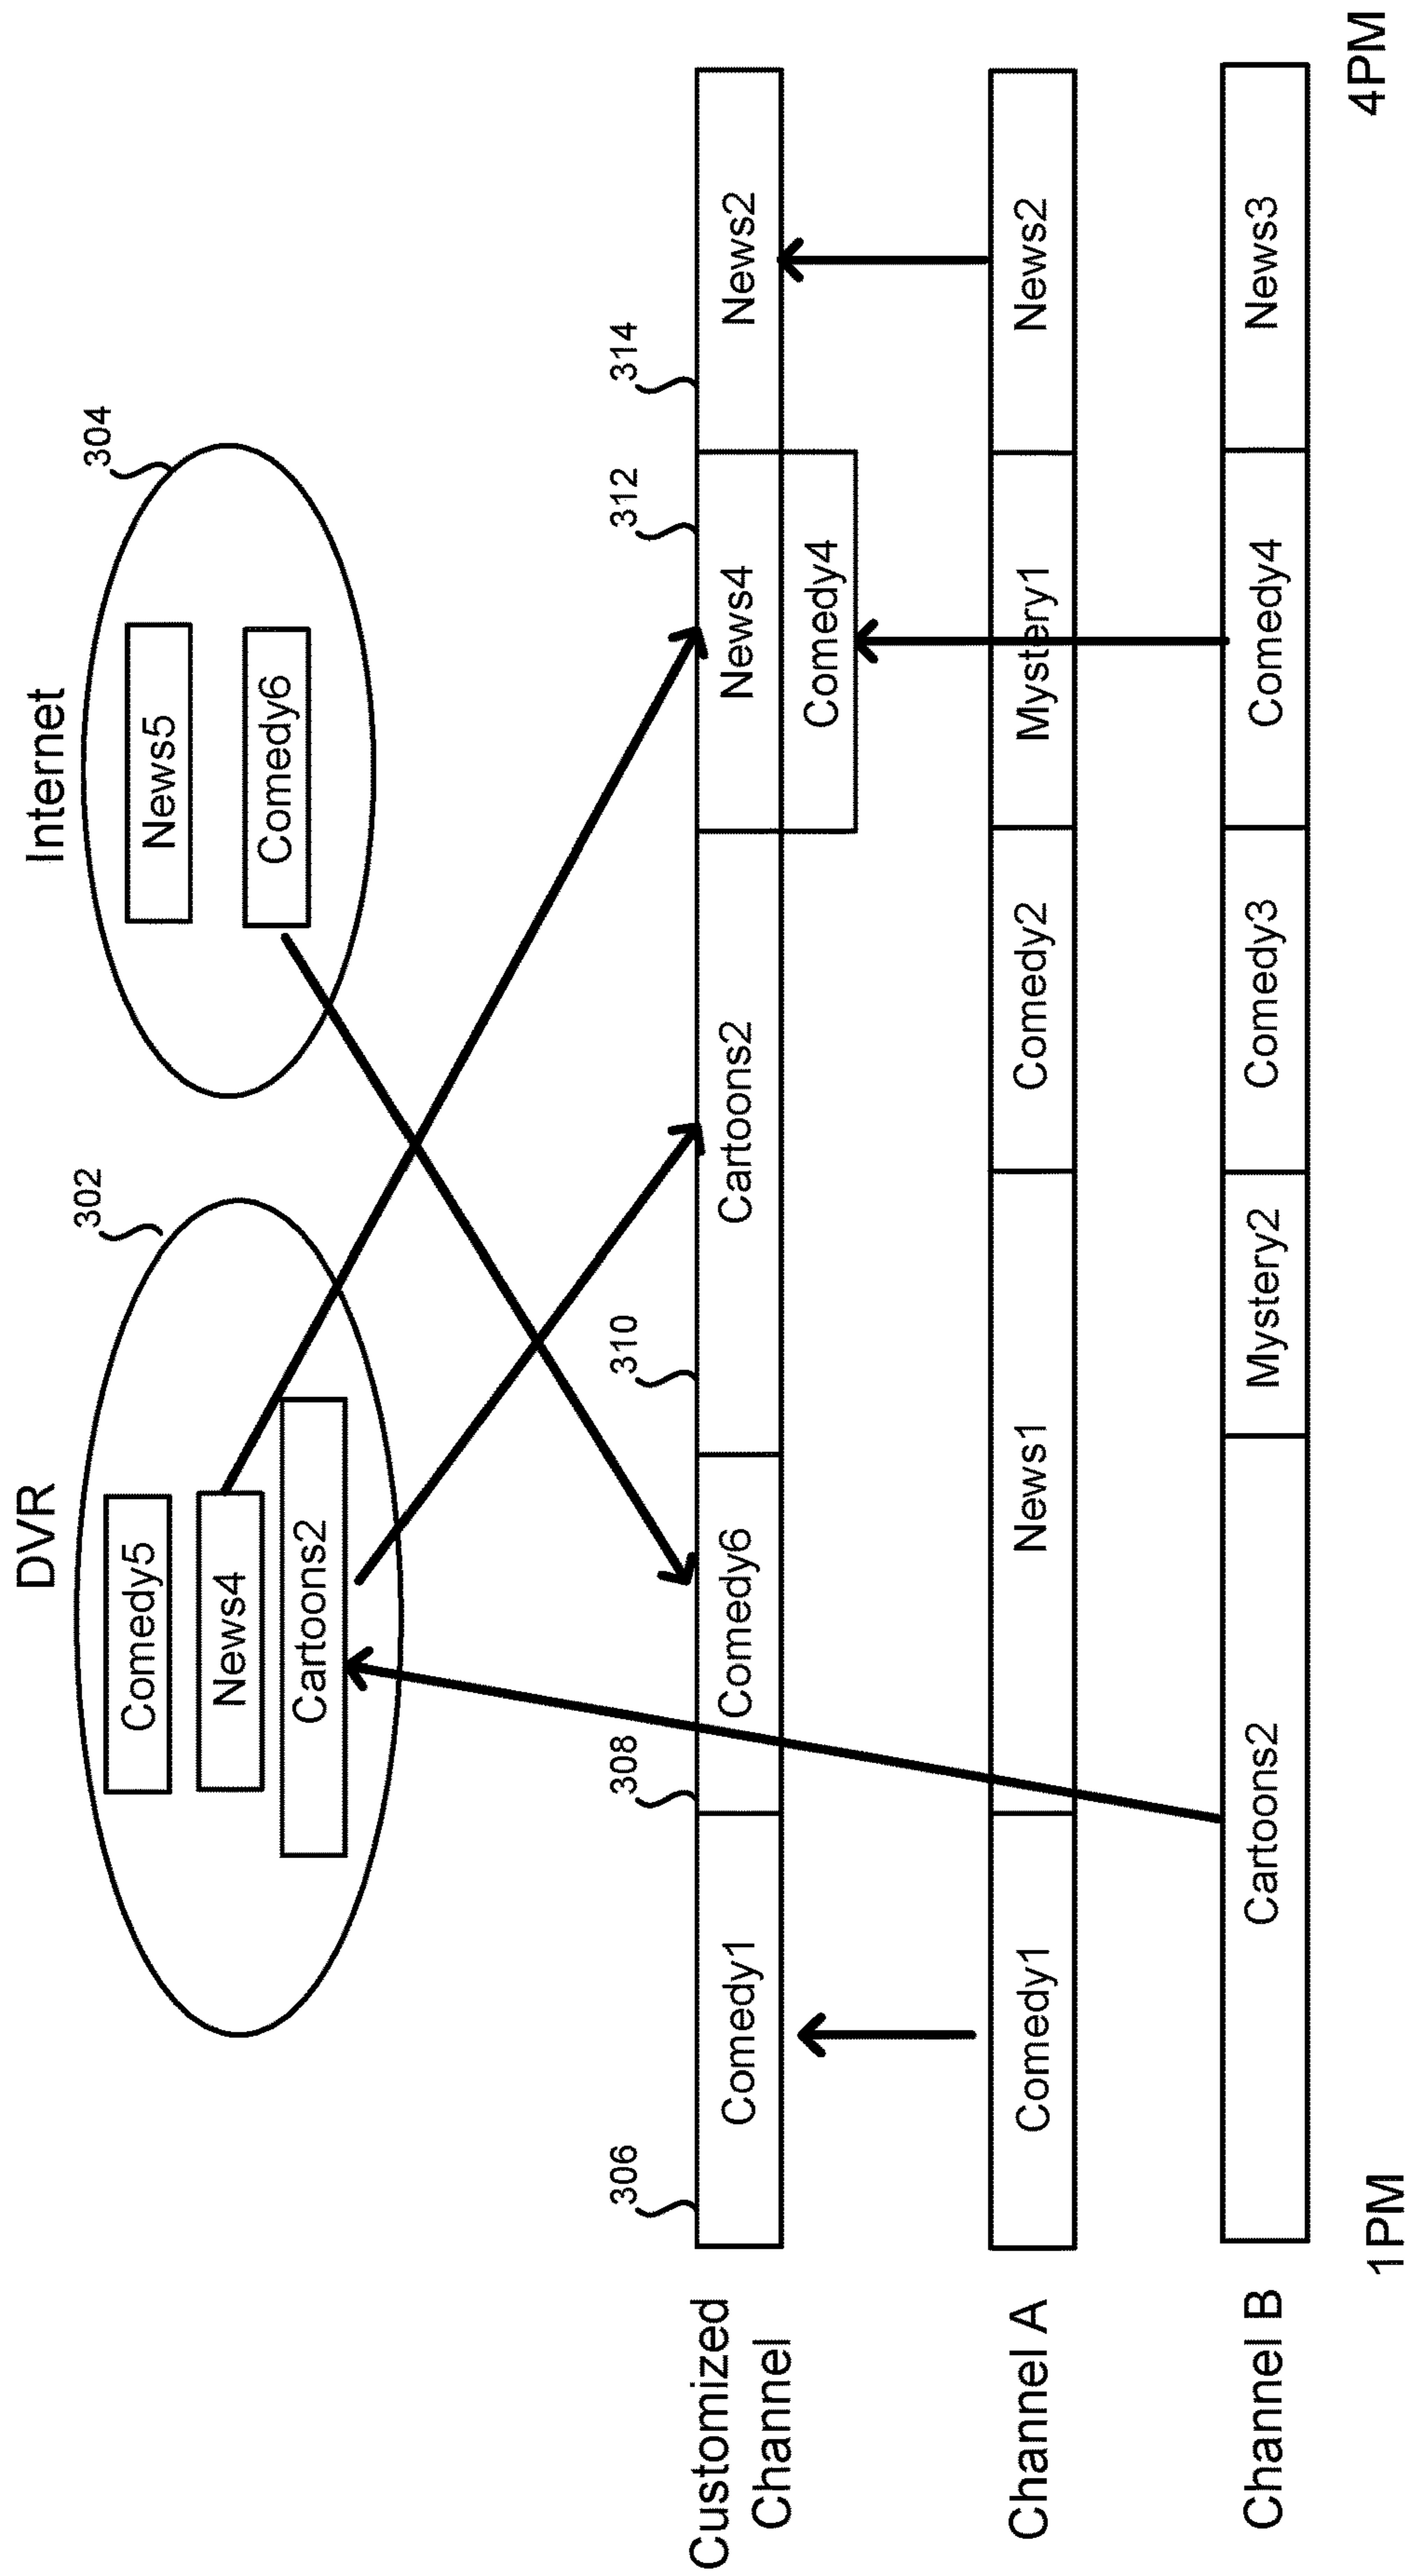 DVR
Internet
302
304
Comedy5
News4
Cartoons2
News5
Comedy6
306
308
310
312
314
Customized
Channel
Comedy1
Comedy6
Cartoons2
News4
News2
Comedy4
Channel A
Comedy1
News1
Comedy2
Mystery1
News2
Channel B
Cartoons2
Mystery2
Comedy3
Comedy4
News3
1PM
4PM